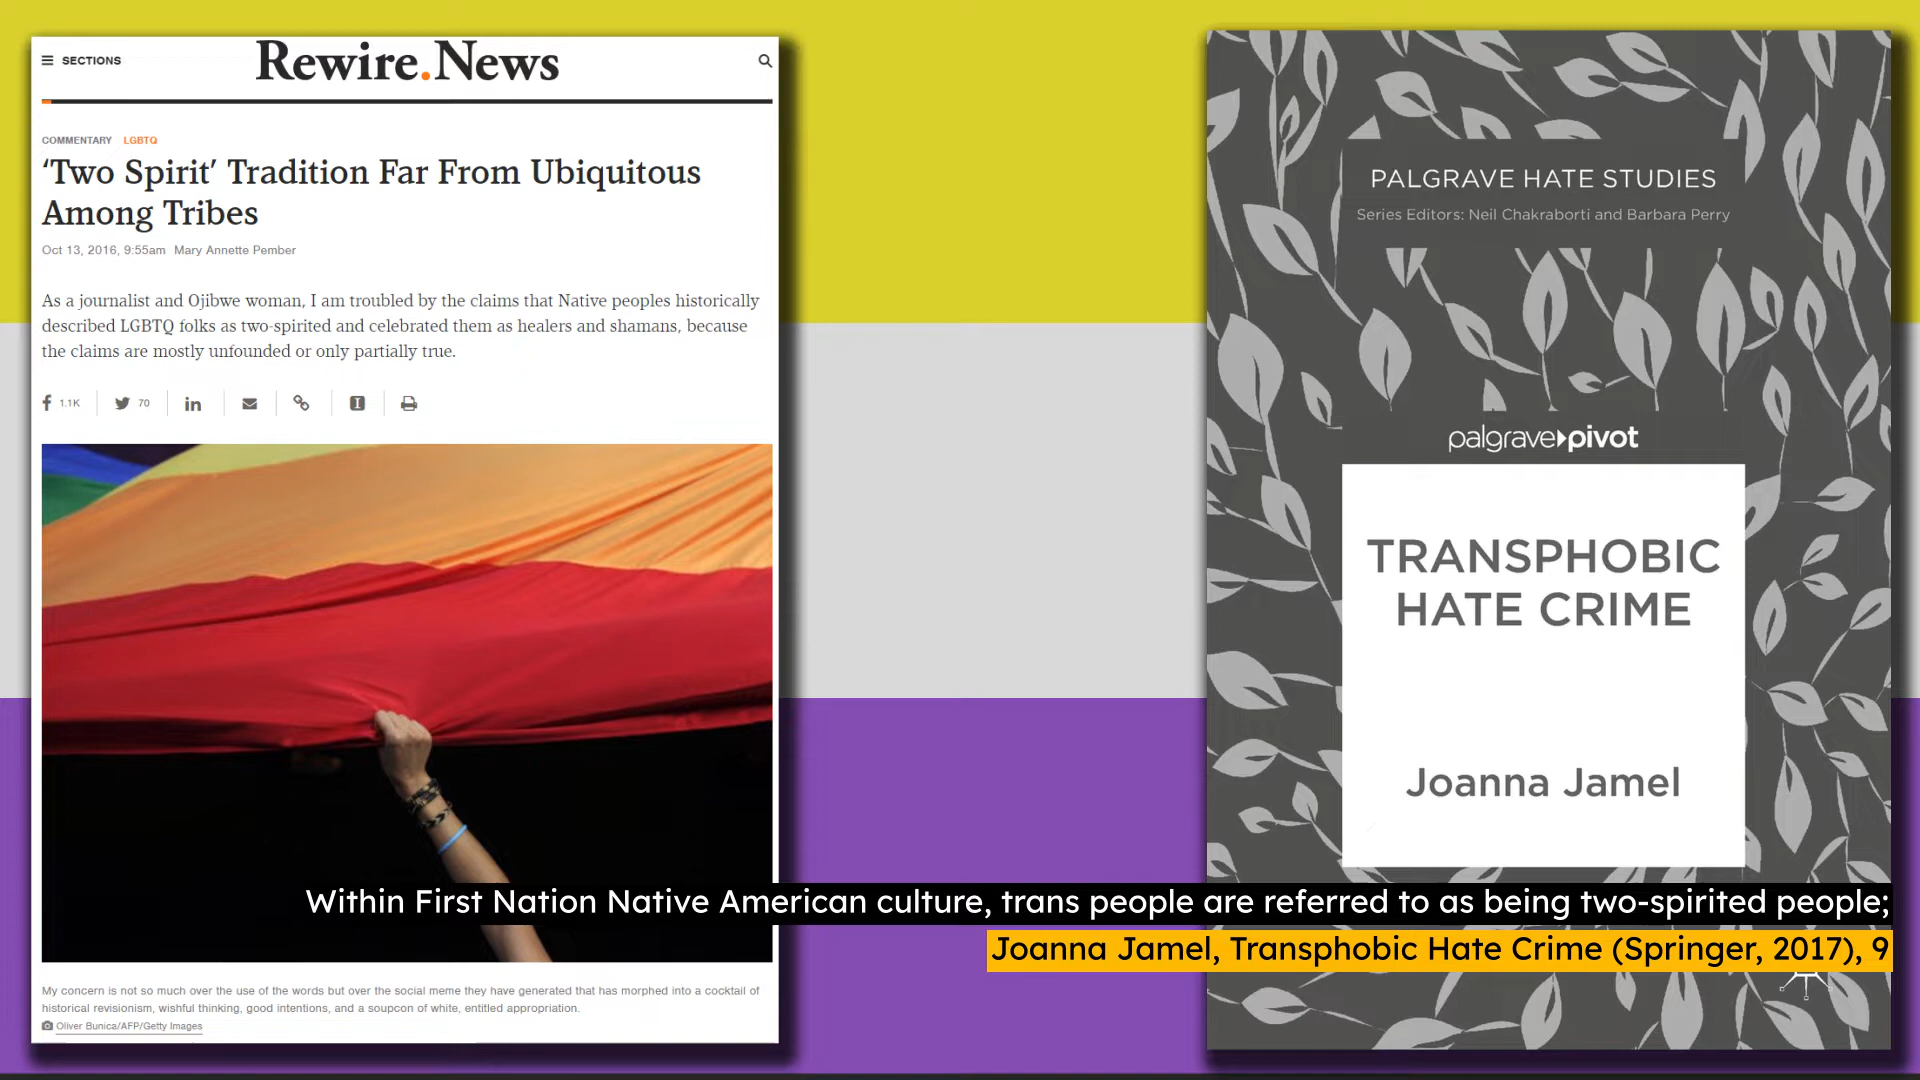 SECTIONS
Rewire.News
COMMENTARY LGBTQ
‘Two Spirit’ Tradition Far From Ubiquitous
Among Tribes
Oct 13, 2016, 9:55am Mary Annette Pember
As a journalist and Ojibwe woman, I am troubled by the claims that Native peoples historically
described LGBTQ folks as two-spirited and celebrated them as healers and shamans, because
the claims are mostly unfounded or only partially true.
1.1K 70
My concern is not so much over the use of the words but over the social meme they have generated that has morphed into a cocktail of
historical revisionism, wishful thinking, good intentions, and a soupcon of white, entitled appropriation.
Oliver Bunica/AFP/Getty Images
PALGRAVE HATE STUDIES
Series Editors: Neil Chakraborti and Barbara Perry
palgrave pivot
TRANSPHOBIC
HATE CRIME
Joanna Jamel
Within First Nation Native American culture, trans people are referred to as being two-spirited people;
Joanna Jamel, Transphobic Hate Crime (Springer, 2017), 9